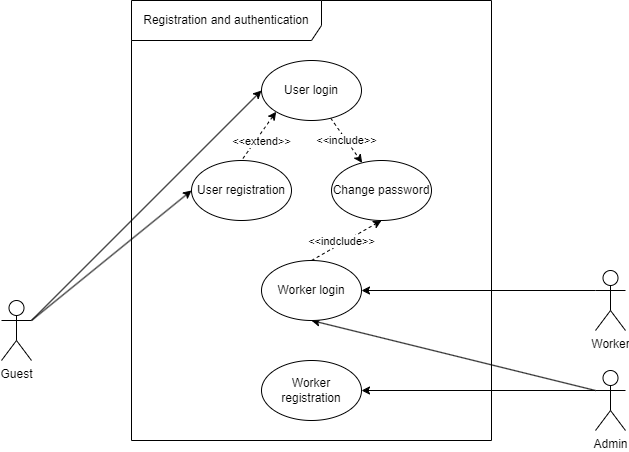 Registration and authentication
User login
<<extend>>
<<include>>
User registration
Change password
<<indclude>>
Worker login
Worker
Guest
Worker
registration
Admin